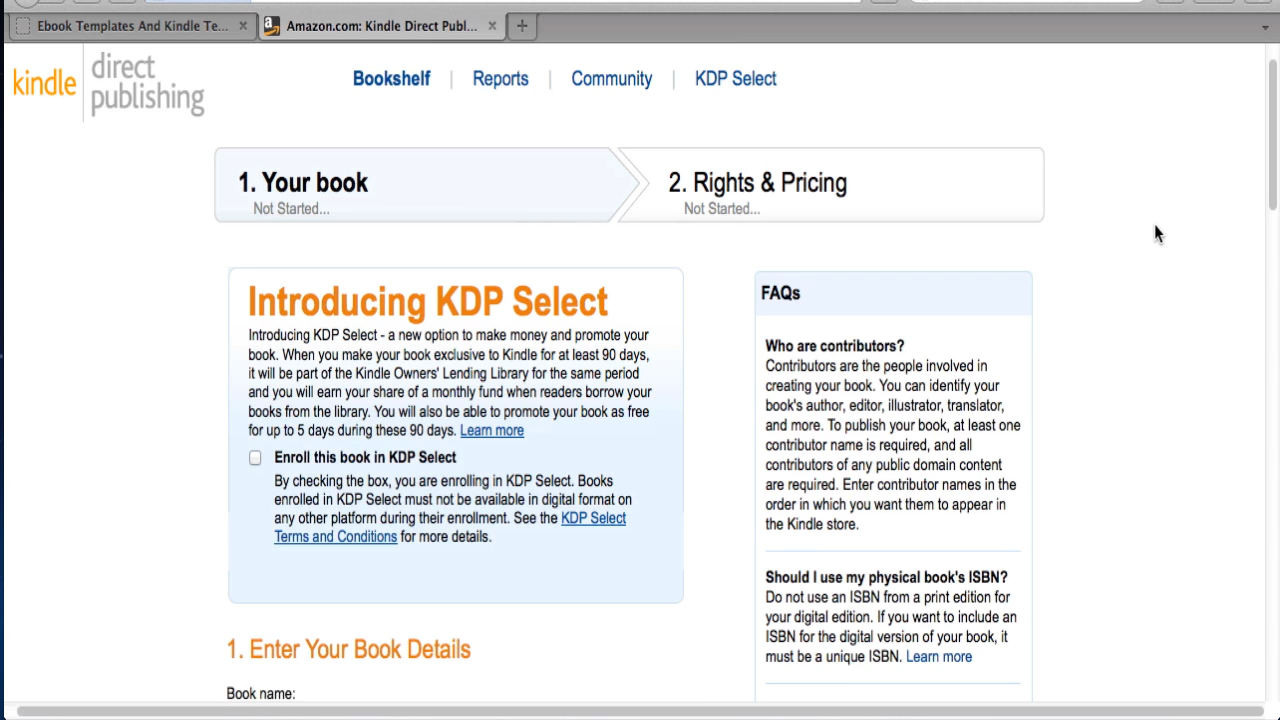 Ebook Templates And Kindle Te...
Amazon.com: Kindle Direct Publ...
kindle
direct
publishing
Bookshelf | Reports | Community | KDP Select
1. Your book
Not Started...
2. Rights & Pricing
Not Started...
Introducing KDP Select
Introducing KDP Select - a new option to make money and promote your
book. When you make your book exclusive to Kindle for at least 90 days,
it will be part of the Kindle Owners' Lending Library for the same period
and you will earn your share of a monthly fund when readers borrow your
books from the library. You will also be able to promote your book as free
for up to 5 days during these 90 days. Learn more
Enroll this book in KDP Select
By checking the box, you are enrolling in KDP Select. Books
enrolled in KDP Select must not be available in digital format on
any other platform during their enrollment. See the KDP Select
Terms and Conditions for more details.
1. Enter Your Book Details
Book name:
FAQs
Who are contributors?
Contributors are the people involved in
creating your book. You can identify your
book's author, editor, illustrator, translator,
and more. To publish your book, at least one
contributor name is required, and all
contributors of any public domain content
are required. Enter contributor names in the
order in which you want them to appear in
the Kindle store.
Should I use my physical book's ISBN?
Do not use an ISBN from a print edition for
your digital edition. If you want to include an
ISBN for the digital version of your book, it
must be a unique ISBN. Learn more